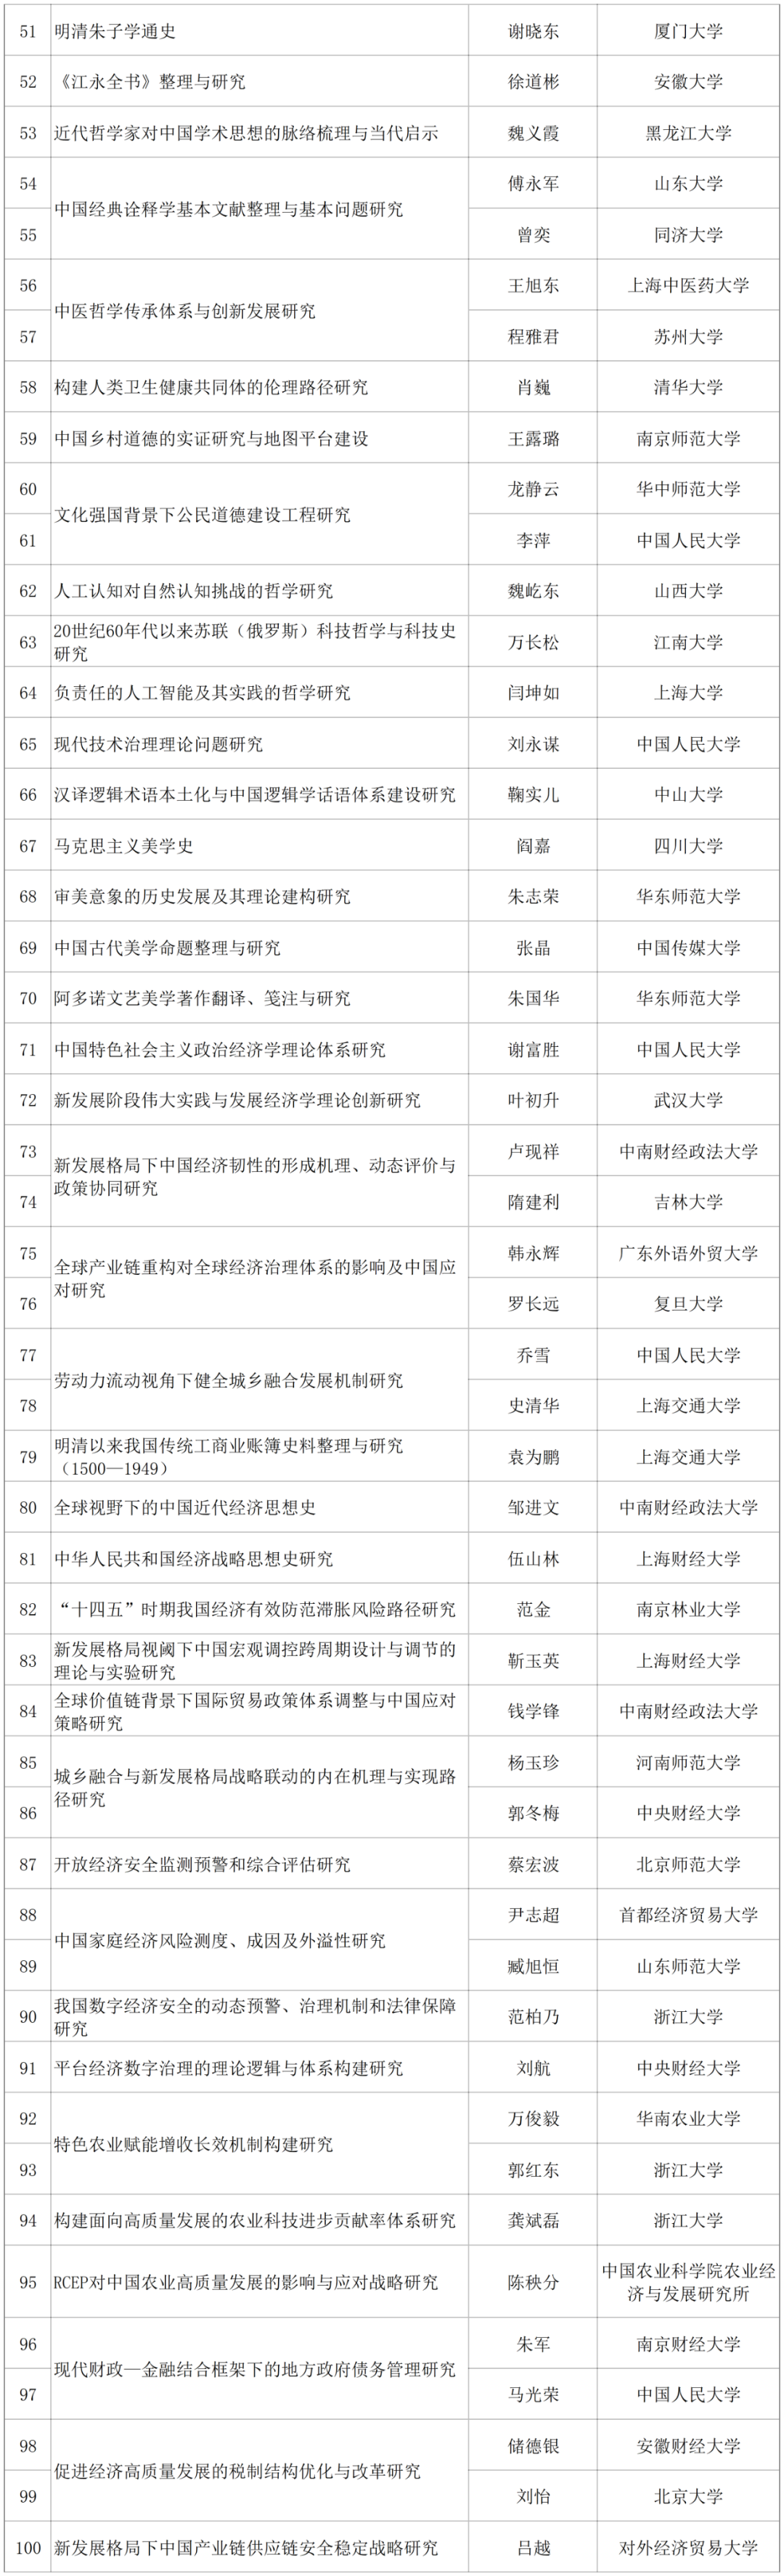 51 明清朱子学通史 谢晓东 厦门大学
52 《江永全书》整理与研究 徐道彬 安徽大学
53 近代哲学家对中国学术思想的脉络梳理与当代启示 魏义霞 黑龙江大学
54 傅永军 山东大学
中国经典诠释学基本文献整理与基本问题研究
55 曾奕 同济大学
56 王旭东 上海中医药大学
中医哲学传承体系与创新发展研究
57 程雅君 苏州大学
58 构建人类卫生健康共同体的伦理路径研究 肖巍 清华大学
59 中国乡村道德的实证研究与地图平台建设 王露璐 南京师范大学
60 龙静云 华中师范大学
文化强国背景下公民道德建设工程研究
61 李萍 中国人民大学
62 人工认知对自然认知挑战的哲学研究 魏屹东 山西大学
20世纪60年代以来苏联（俄罗斯）科技哲学与科技史
63 万长松 江南大学
研究
64 负责任的人工智能及其实践的哲学研究 闫坤如 上海大学
65 现代技术治理理论问题研究 刘永谋 中国人民大学
66 汉译逻辑术语本土化与中国逻辑学话语体系建设研究 鞠实儿 中山大学
67 马克思主义美学史 阎嘉 四川大学
68 审美意象的历史发展及其理论建构研究 朱志荣 华东师范大学
69 中国古代美学命题整理与研究 张晶 中国传媒大学
70 阿多诺文艺美学著作翻译、笺注与研究 朱国华 华东师范大学
71 中国特色社会主义政治经济学理论体系研究 谢富胜 中国人民大学
72 新发展阶段伟大实践与发展经济学理论创新研究 叶初升 武汉大学
73 卢现祥 中南财经政法大学
新发展格局下中国经济韧性的形成机理、动态评价与
政策协同研究
74 隋建利 吉林大学
75 韩永辉 广东外语外贸大学
全球产业链重构对全球经济治理体系的影响及中国应
对研究
76 罗长远 复旦大学
77 乔雪 中国人民大学
劳动力流动视角下健全城乡融合发展机制研究
78 史清华 上海交通大学
明清以来我国传统工商业账簿史料整理与研究
79 袁为鹏 上海交通大学
（1500—1949）
80 全球视野下的中国近代经济思想史 邹进文 中南财经政法大学
81 中华人民共和国经济战略思想史研究 伍山林 上海财经大学
82 “十四五”时期我国经济有效防范滞胀风险路径研究 范金 南京林业大学
新发展格局视阈下中国宏观调控跨周期设计与调节的
83 靳玉英 上海财经大学
理论与实验研究
全球价值链背景下国际贸易政策体系调整与中国应对
84 钱学锋 中南财经政法大学
策略研究
85 杨玉珍 河南师范大学
城乡融合与新发展格局战略联动的内在机理与实现路
径研究
86 郭冬梅 中央财经大学
87 开放经济安全监测预警和综合评估研究 蔡宏波 北京师范大学
88 尹志超 首都经济贸易大学
中国家庭经济风险测度、成因及外溢性研究
89 臧旭恒 山东师范大学
我国数字经济安全的动态预警、治理机制和法律保障
90 范柏乃 浙江大学
研究
91 平台经济数字治理的理论逻辑与体系构建研究 刘航 中央财经大学
92 万俊毅 华南农业大学
特色农业赋能增收长效机制构建研究
93 郭红东 浙江大学
94 构建面向高质量发展的农业科技进步贡献率体系研究 龚斌磊 浙江大学
中国农业科学院农业经
95 RCEP对中国农业高质量发展的影响与应对战略研究 陈秧分
济与发展研究所
96 朱军 南京财经大学
现代财政—金融结合框架下的地方政府债务管理研究
97 马光荣 中国人民大学
98 储德银 安徽财经大学
促进经济高质量发展的税制结构优化与改革研究
99 刘怡 北京大学
100 新发展格局下中国产业链供应链安全稳定战略研究 吕越 对外经济贸易大学